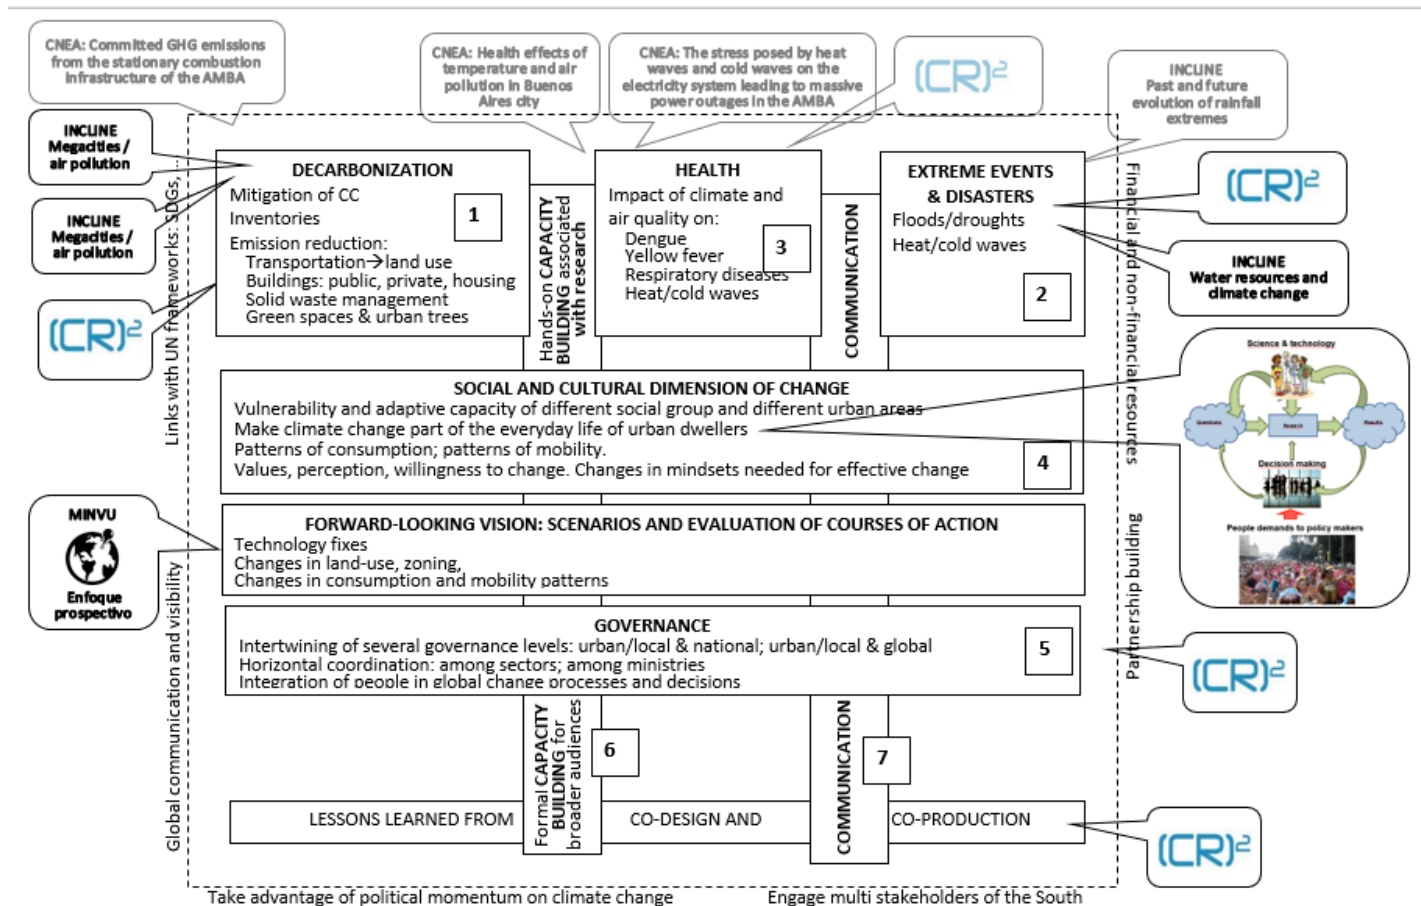 CNEA: Committed GHG emissions
from the stationary combustion
Infrastructure of the AMBA
CNEA: Health effects of
temperature and air
pollution in Buenos
Aires city
CNEA: The stress posed by heat
waves and cold waves on the
electricity system leading to massive
power outages in the AMBA
(CR)²
INCLINE
Past and future
evolution of rainfall
extremes
INCLINE
Megacities /
air pollution
INCLINE
Megacities /
air pollution
(CR)²
Links with UN frameworks: SDGs, ...
DECARBONIZATION
Mitigation of CC
Inventories
Emission reduction:
Transportation→land use
Buildings: public, private, housing
Solid waste management
Green spaces & urban trees
1
Hands-on CAPACITY
BUILDING associated
with research
HEALTH
Impact of climate and
air quality on:
Dengue
Yellow fever
Respiratory diseases
Heat/cold waves
3
COMMUNICATION
EXTREME EVENTS
& DISASTERS
Floods/droughts
Heat/cold waves
2
Financial and non-financial resources
(CR)²
INCLINE
Water resources and
climate change
SOCIAL AND CULTURAL DIMENSION OF CHANGE
Vulnerability and adaptive capacity of different social group and different urban areas
Make climate change part of the everyday life of urban dwellers
Patterns of consumption; patterns of mobility.
Values, perception, willingness to change. Changes in mindsets needed for effective change
4
Science & technology
Questions
Research
Results
Decision making
People demands to policy makers
MINVU
Enfoque
prospectivo
FORWARD-LOOKING VISION: SCENARIOS AND EVALUATION OF COURSES OF ACTION
Technology fixes
Changes in land-use, zoning,
Changes in consumption and mobility patterns
Partnership building
Global communication and visibility
GOVERNANCE
Intertwining of several governance levels: urban/local & national; urban/local & global
Horizontal coordination: among sectors; among ministries
Integration of people in global change processes and decisions
5
(CR)²
Formal CAPACITY
BUILDING for
broader audiences
6
COMMUNICATION
7
LESSONS LEARNED FROM CO-DESIGN AND CO-PRODUCTION
(CR)²
Take advantage of political momentum on climate change
Engage multi stakeholders of the South